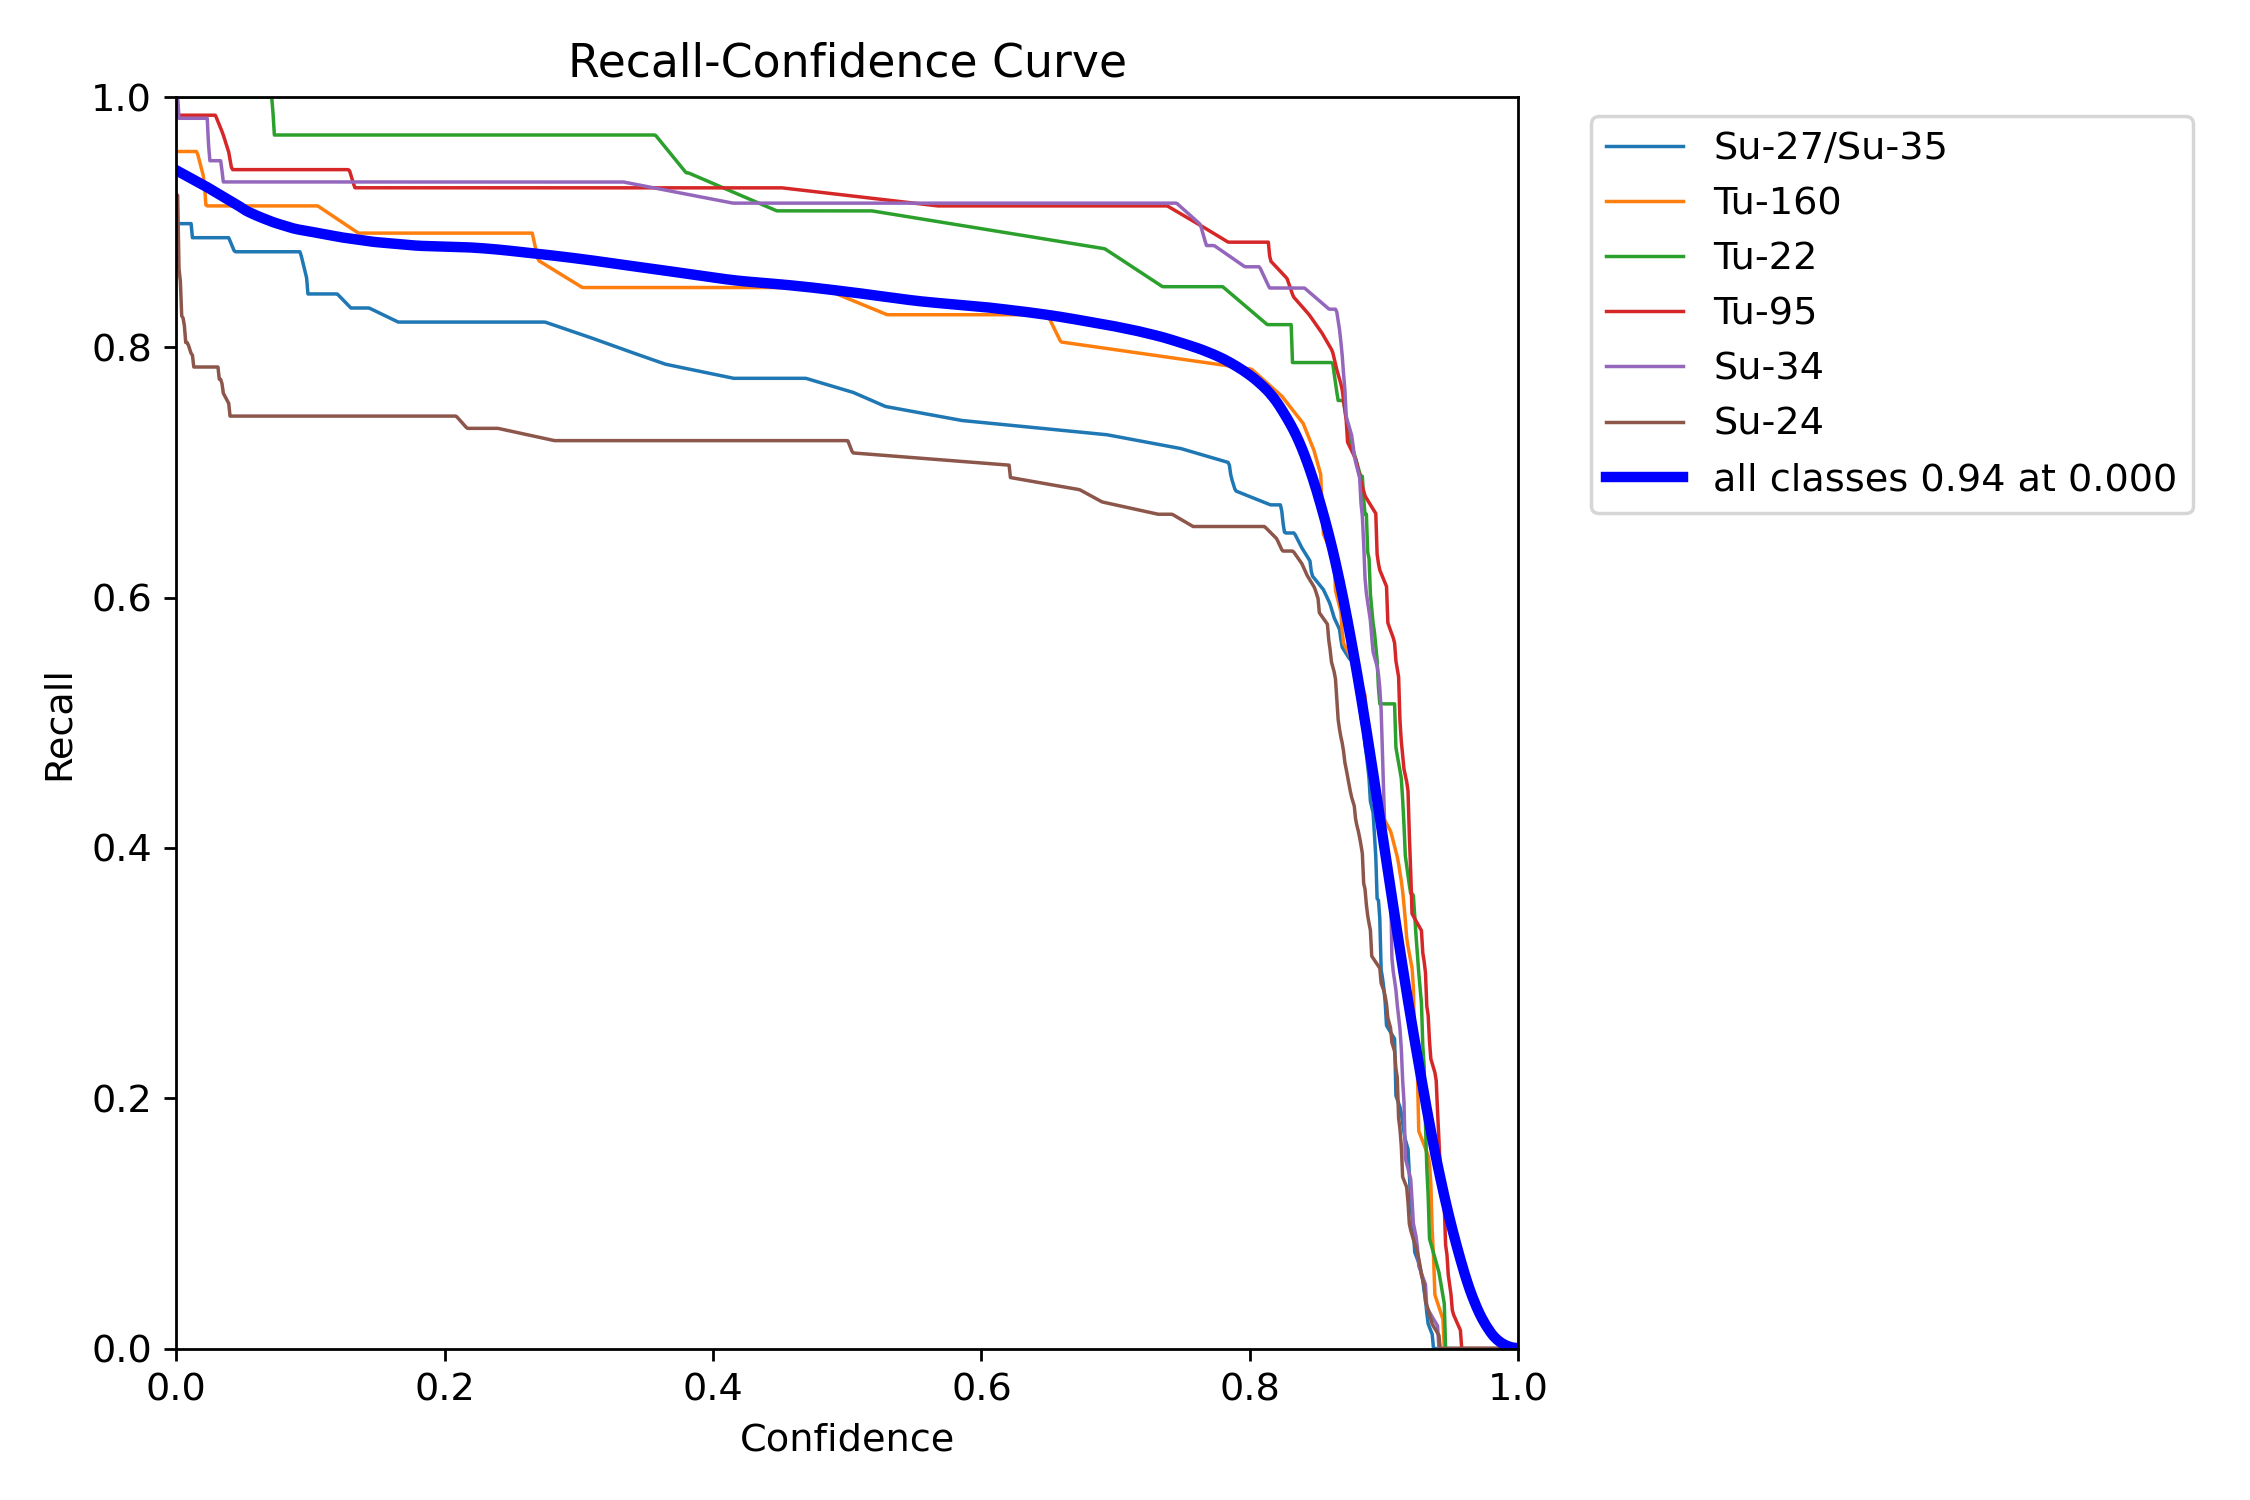 Recall-Confidence Curve
1.0
0.8
0.6
0.4
0.2
0.0
Recall
0.0 0.2 0.4 0.6 0.8 1.0
Confidence
Su-27/Su-35
Tu-160
Tu-22
Tu-95
Su-34
Su-24
all classes 0.94 at 0.000